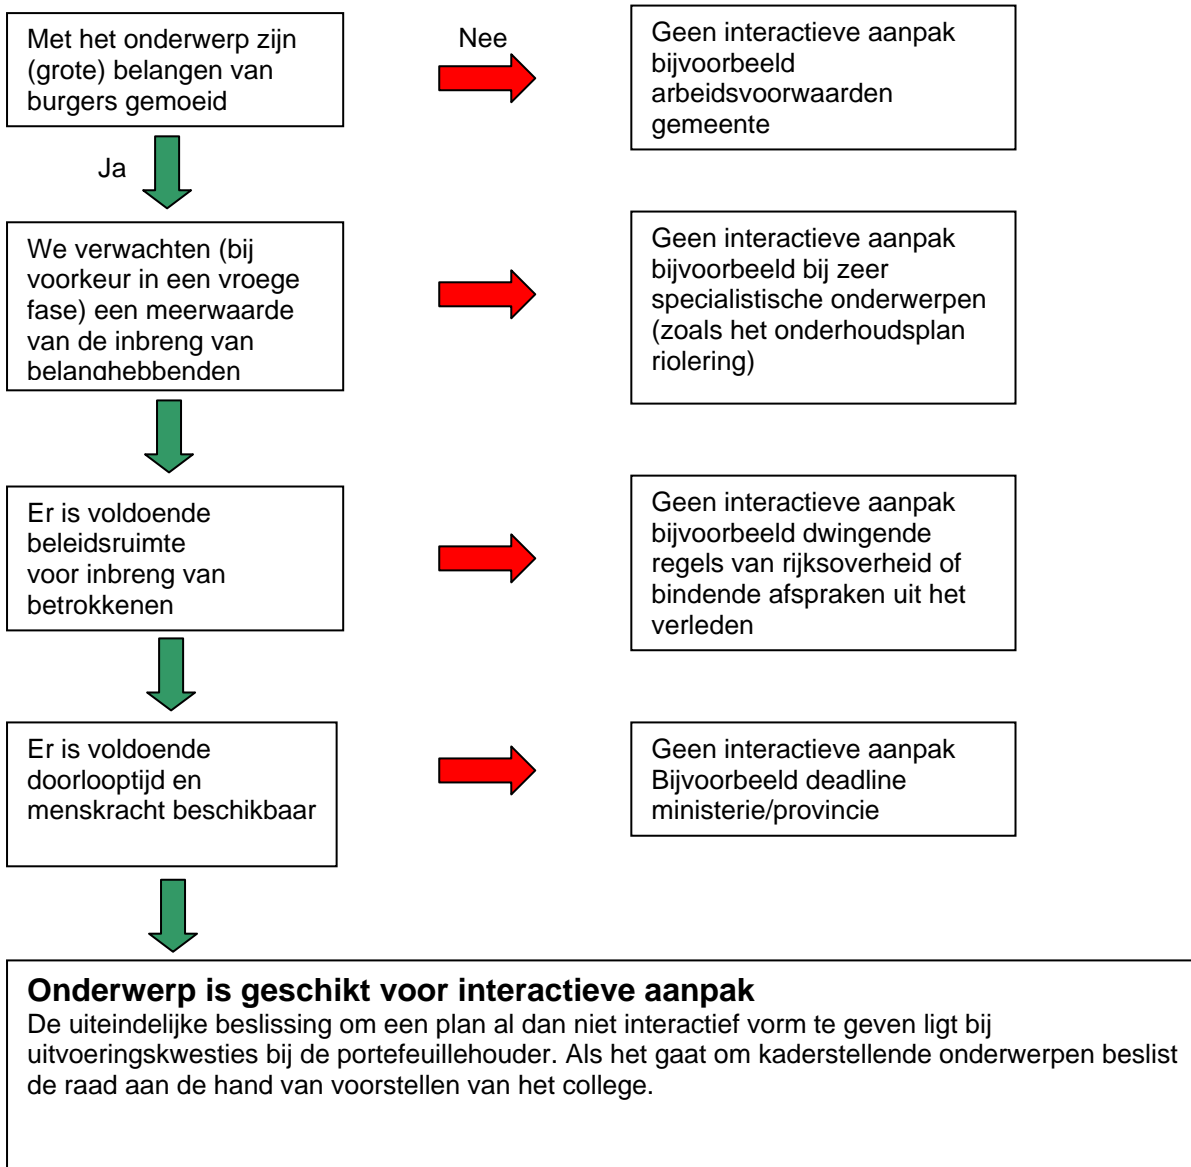 Met het onderwerp zijn
(grote) belangen van
burgers gemoeid
Nee
Geen interactieve aanpak
bijvoorbeeld
arbeidsvoorwaarden
gemeente
Ja
We verwachten (bij
voorkeur in een vroege
fase) een meerwaarde
van de inbreng van
belanghebbenden
Geen interactieve aanpak
bijvoorbeeld bij zeer
specialistische onderwerpen
(zoals het onderhoudsplan
riolering)
Er is voldoende
beleidsruimte
voor inbreng van
betrokkenen
Geen interactieve aanpak
bijvoorbeeld dwingende
regels van rijksoverheid of
bindende afspraken uit het
verleden
Er is voldoende
doorlooptijd en
menskracht beschikbaar
Geen interactieve aanpak
Bijvoorbeeld deadline
ministerie/provincie
Onderwerp is geschikt voor interactieve aanpak
De uiteindelijke beslissing om een plan al dan niet interactief vorm te geven ligt bij
uitvoeringskwesties bij de portefeuillehouder. Als het gaat om kaderstellende onderwerpen beslist
de raad aan de hand van voorstellen van het college.